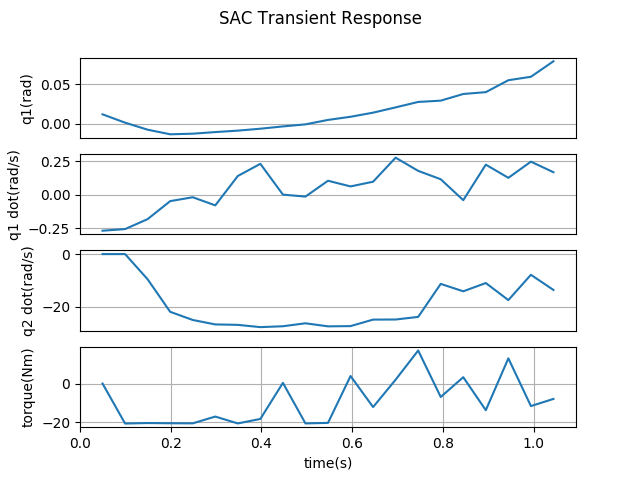 SAC Transient Response
q1(rad)
0.05
0.00
q1 dot(rad/s)
0.25
0.00
−0.25
q2 dot(rad/s)
0
−20
torque(Nm)
0
−20
0.0 0.2 0.4 0.6 0.8 1.0
time(s)